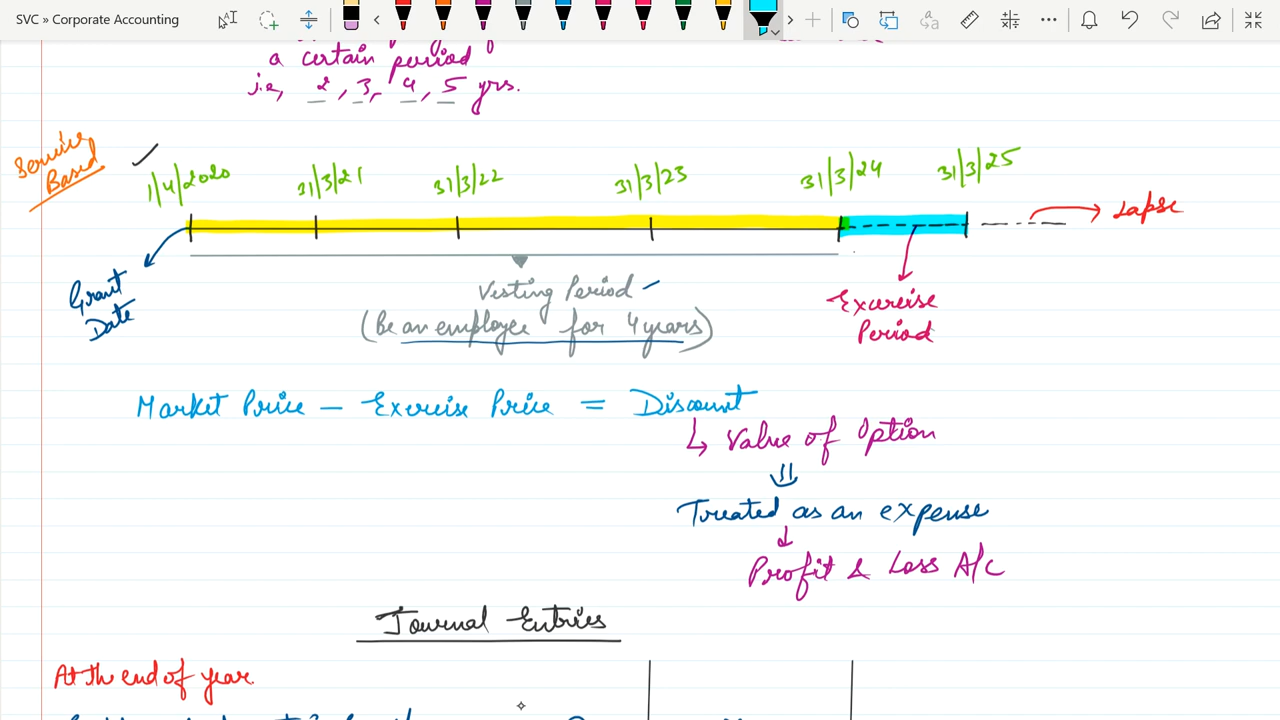 SVC » Corporate Accounting
a certain period
i.e, 2, 3, 4, 5 yrs.
Service
Based
1/4/2020 31/3/21 31/3/22 31/3/23 31/3/24 31/3/25
Lapse
Grant
Date
Vesting Period
(Be an employee for 4 years)
Exercise
Period
Market Price – Exercise Price = Discount
Value of Option
Treated as an expense
Profit & Loss A/c
Journal Entries
At the end of year